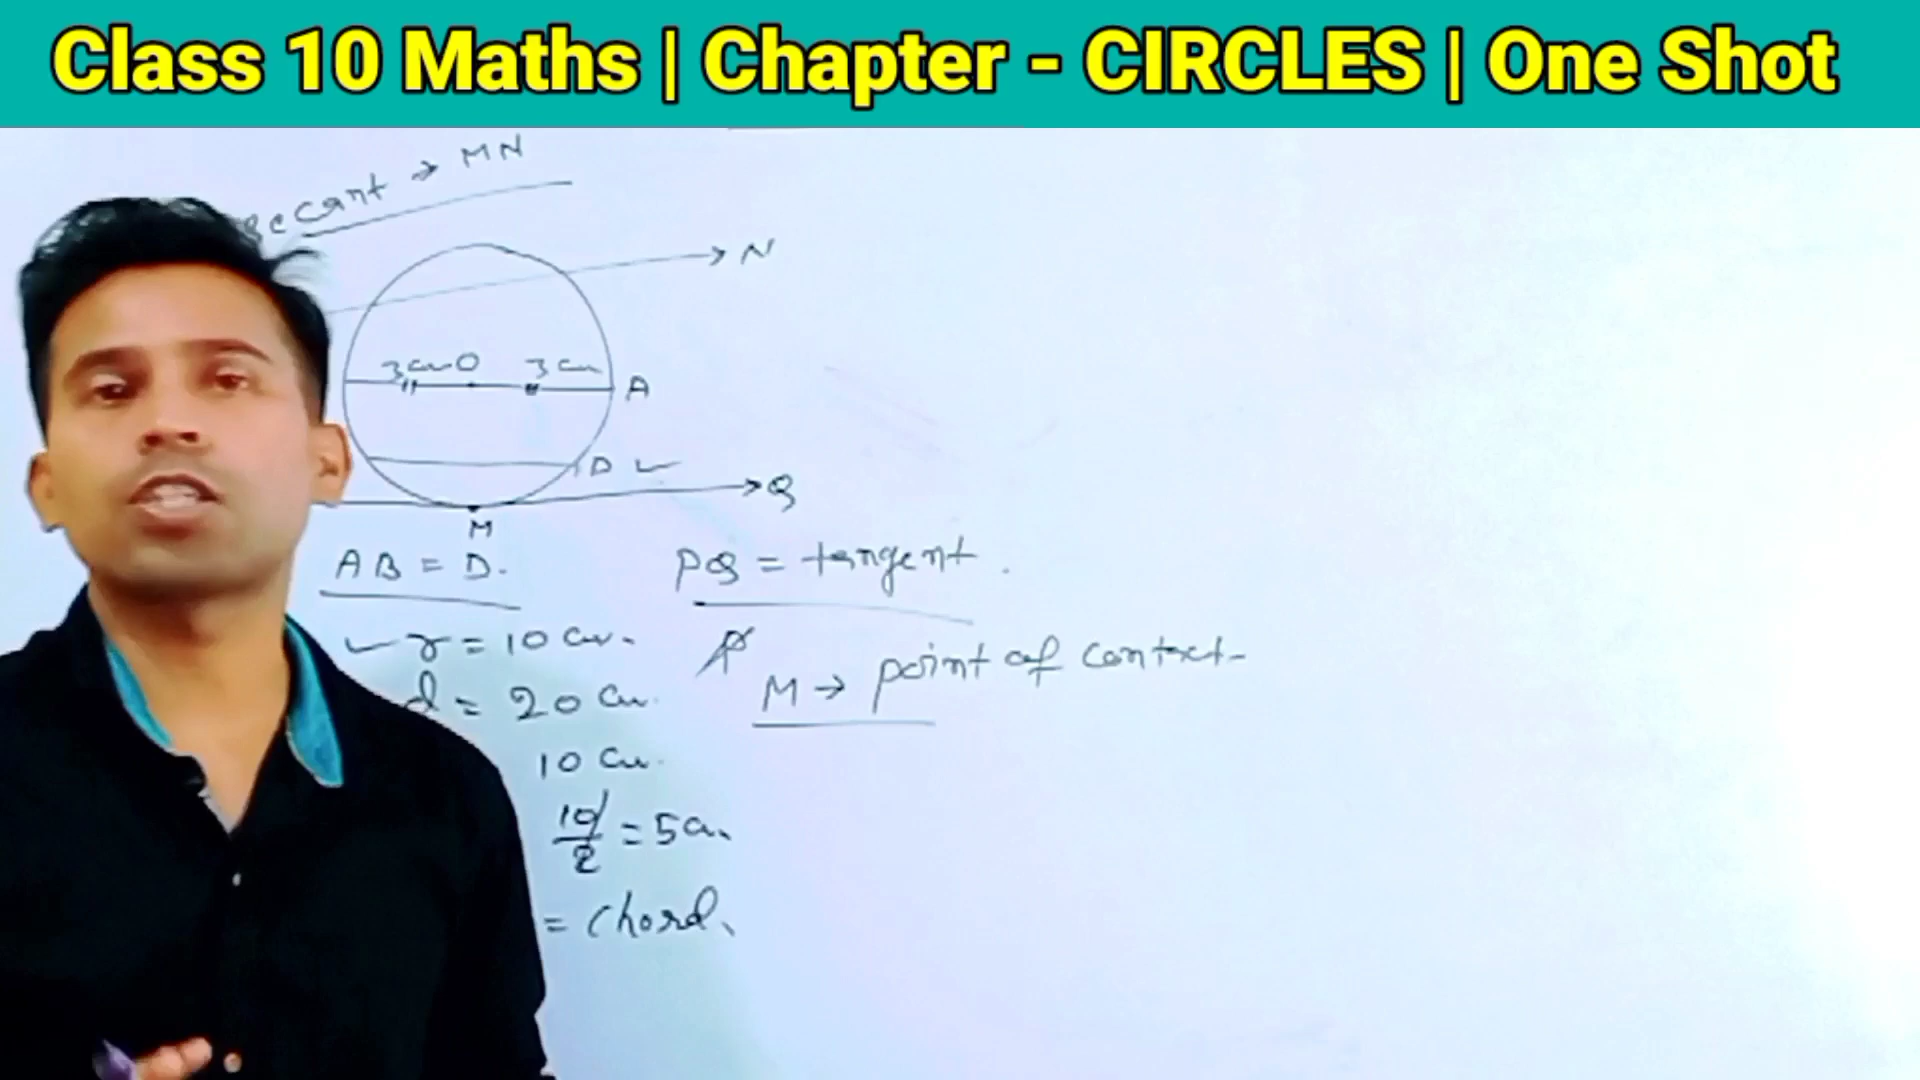 Class 10 Maths | Chapter - CIRCLES | One Shot
secant → MN
N
3cm O 3cm A
D
Q
M
AB = D.
PQ = tangent.
r = 10 cm.
M → point of contact
d = 20 cm.
10 cm.
10/2 = 5cm
= Chord